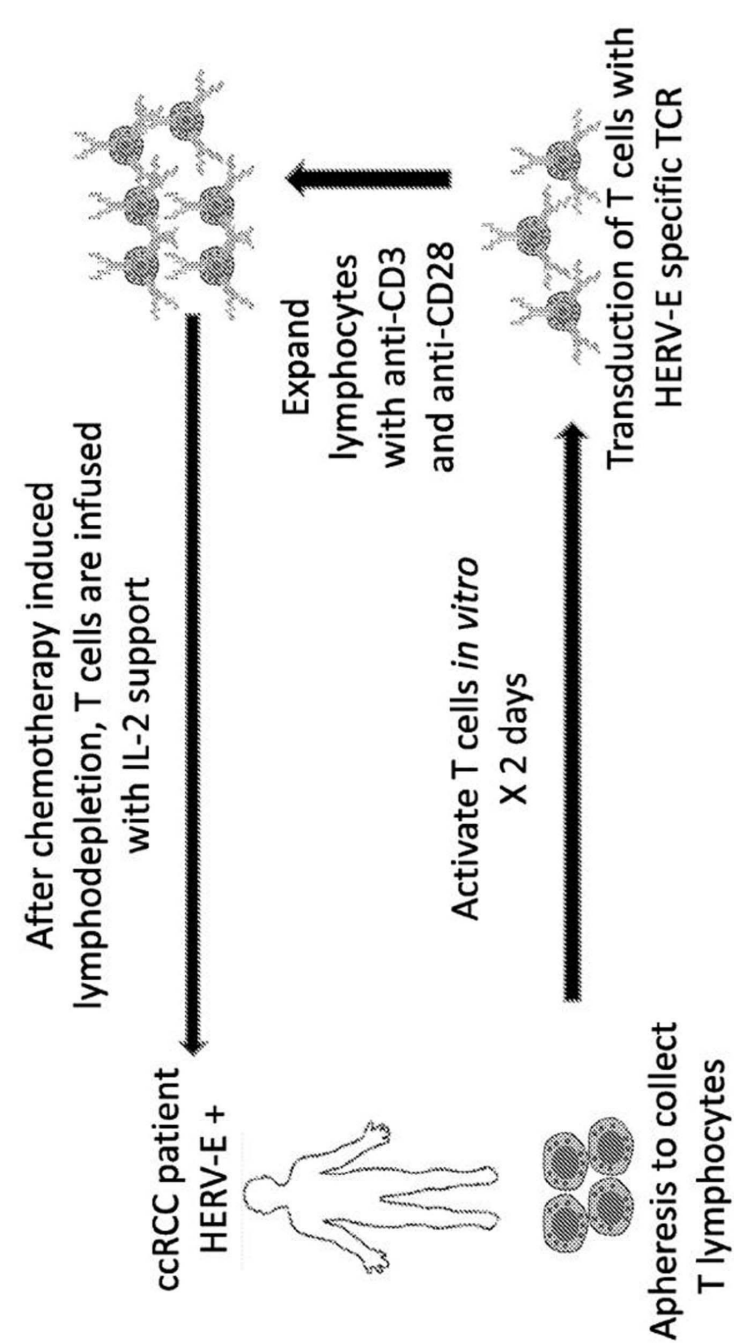 After chemotherapy induced
lymphodepletion, T cells are infused
with IL-2 support
ccRCC patient
HERV-E +
Expand
lymphocytes
with anti-CD3
and anti-CD28
Activate T cells in vitro
X 2 days
Apheresis to collect
T lymphocytes
Transduction of T cells with
HERV-E specific TCR